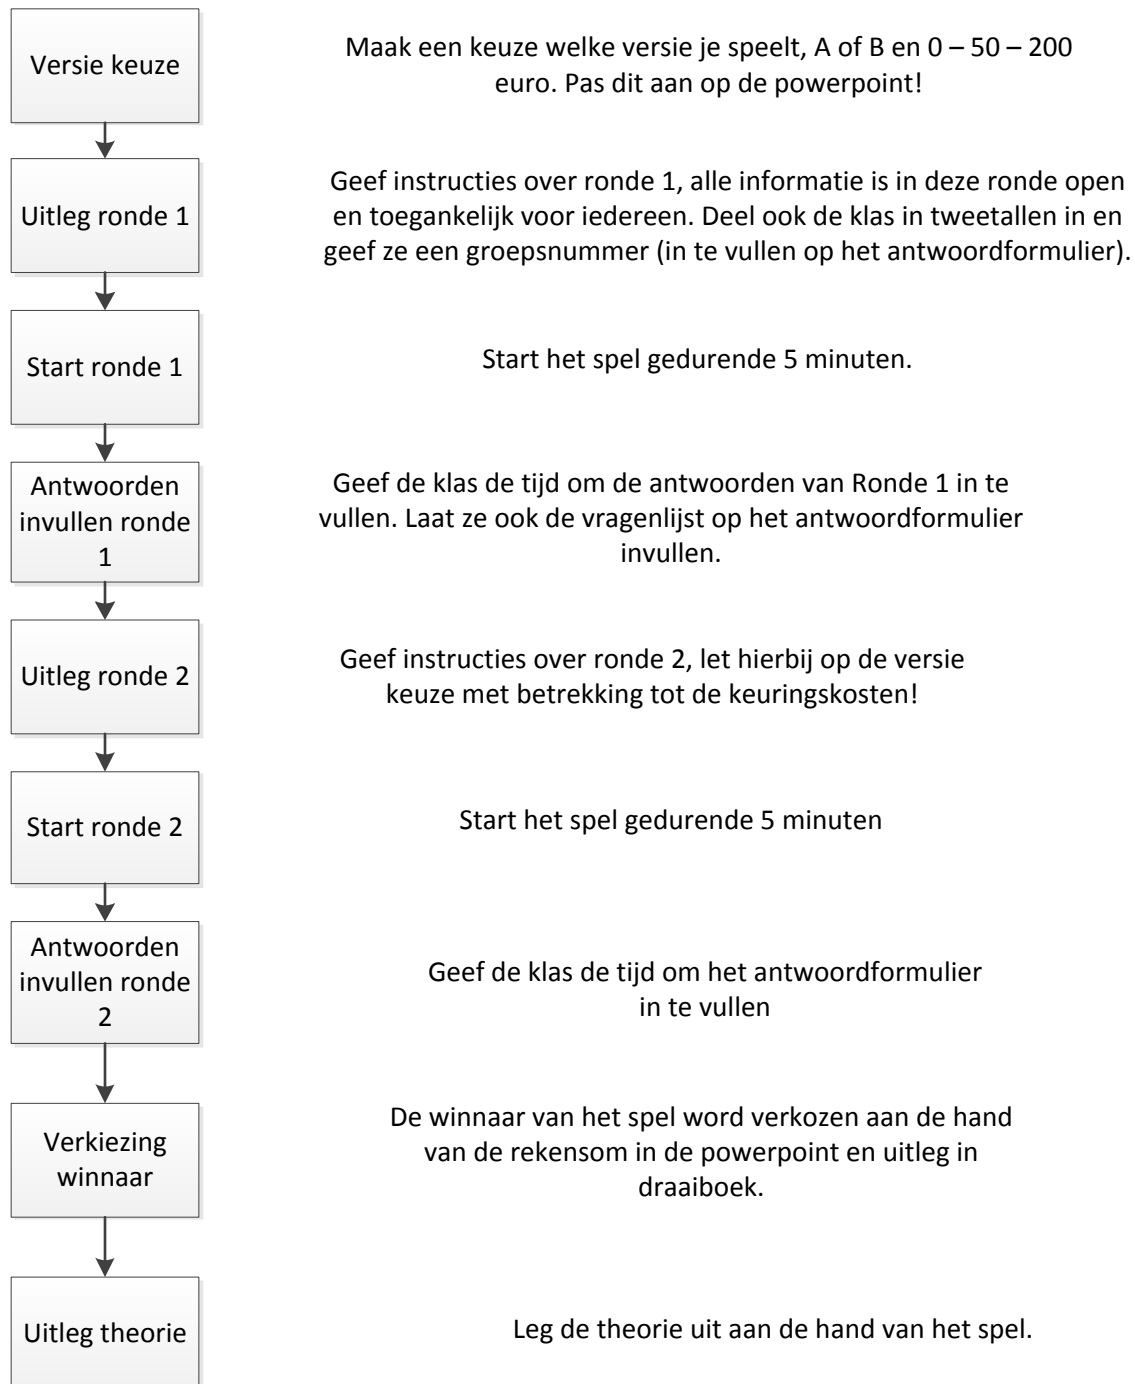 Versie keuze
Maak een keuze welke versie je speelt, A of B en 0 – 50 – 200
euro. Pas dit aan op de powerpoint!
Uitleg ronde 1
Geef instructies over ronde 1, alle informatie is in deze ronde open
en toegankelijk voor iedereen. Deel ook de klas in tweetallen in en
geef ze een groepsnummer (in te vullen op het antwoordformulier).
Start ronde 1
Start het spel gedurende 5 minuten.
Antwoorden
invullen ronde
1
Geef de klas de tijd om de antwoorden van Ronde 1 in te
vullen. Laat ze ook de vragenlijst op het antwoordformulier
invullen.
Uitleg ronde 2
Geef instructies over ronde 2, let hierbij op de versie
keuze met betrekking tot de keuringskosten!
Start ronde 2
Start het spel gedurende 5 minuten
Antwoorden
invullen ronde
2
Geef de klas de tijd om het antwoordformulier
in te vullen
Verkiezing
winnaar
De winnaar van het spel word verkozen aan de hand
van de rekensom in de powerpoint en uitleg in
draaiboek.
Uitleg theorie
Leg de theorie uit aan de hand van het spel.